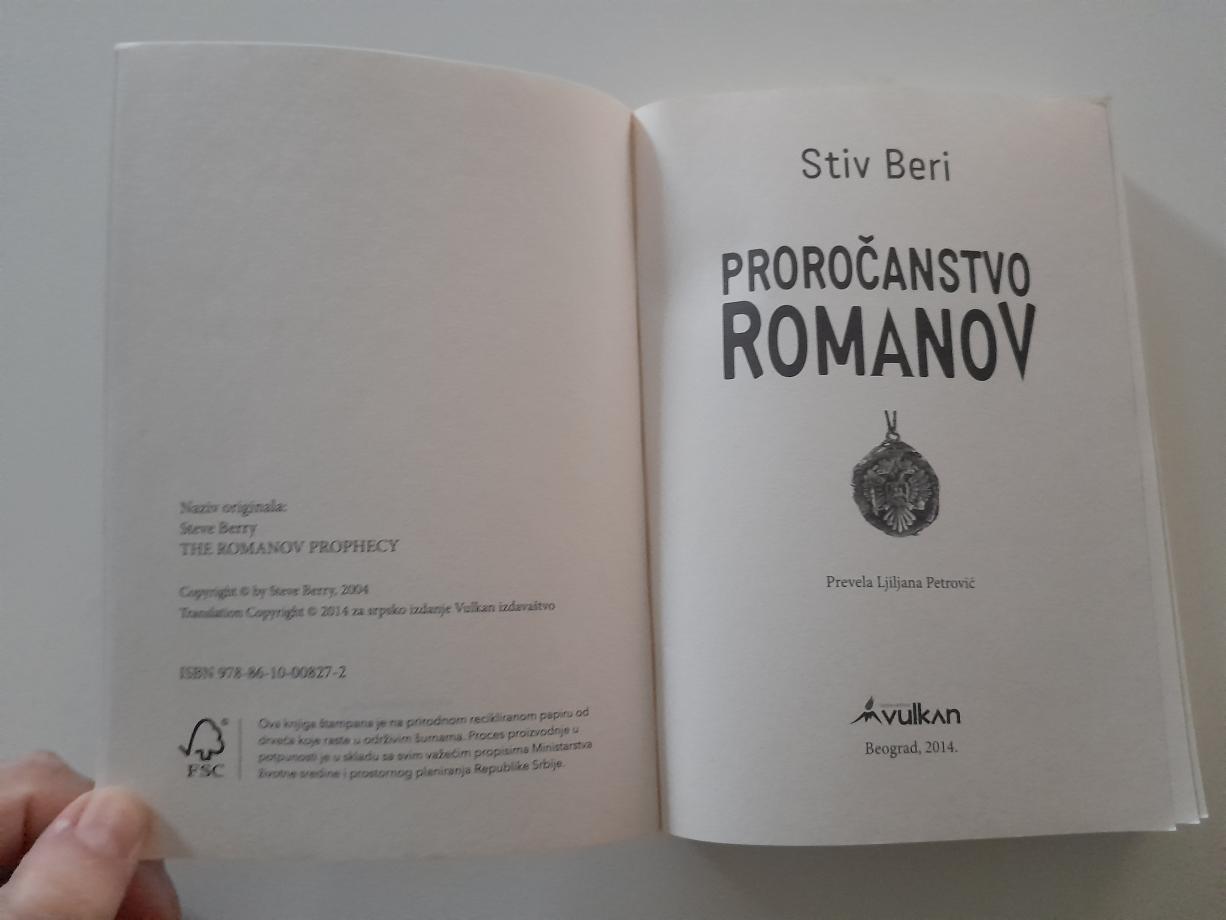 Naziv originala:
Steve Berry
THE ROMANOV PROPHECY
Copyright © by Steve Berry, 2004
Translation Copyright © 2014 za srpsko izdanje Vulkan izdavaštvo
ISBN 978-86-10-00827-2
FSC
®
Ova knjiga štampana je na prirodnom recikliranom papiru od
drveća koje raste u održivim šumama. Proces proizvodnje u
potpunosti je u skladu sa svim važećim propisima Ministarstva
životne sredine i prostornog planiranja Republike Srbije.
Stiv Beri
PROROČANSTVO
ROMANOV
Prevela Ljiljana Petrović
vulkan
Beograd, 2014.